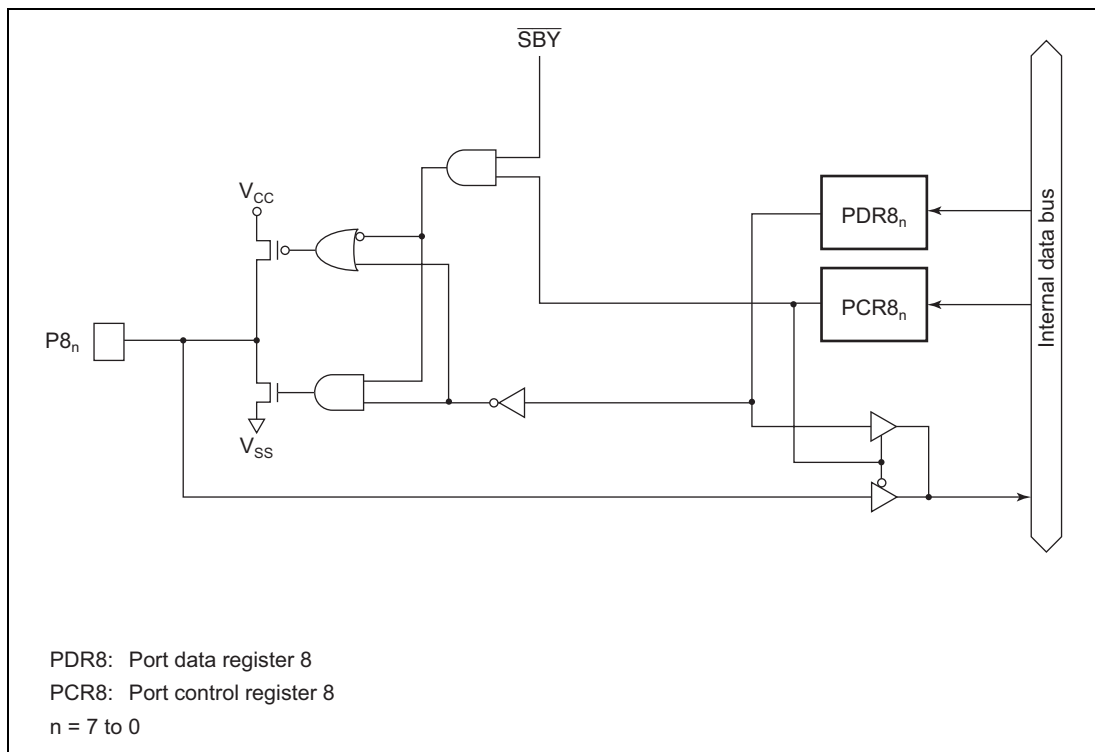 SBY
V_CC
PDR8_n
PCR8_n
Internal data bus
P8_n
V_SS
PDR8: Port data register 8
PCR8: Port control register 8
n = 7 to 0